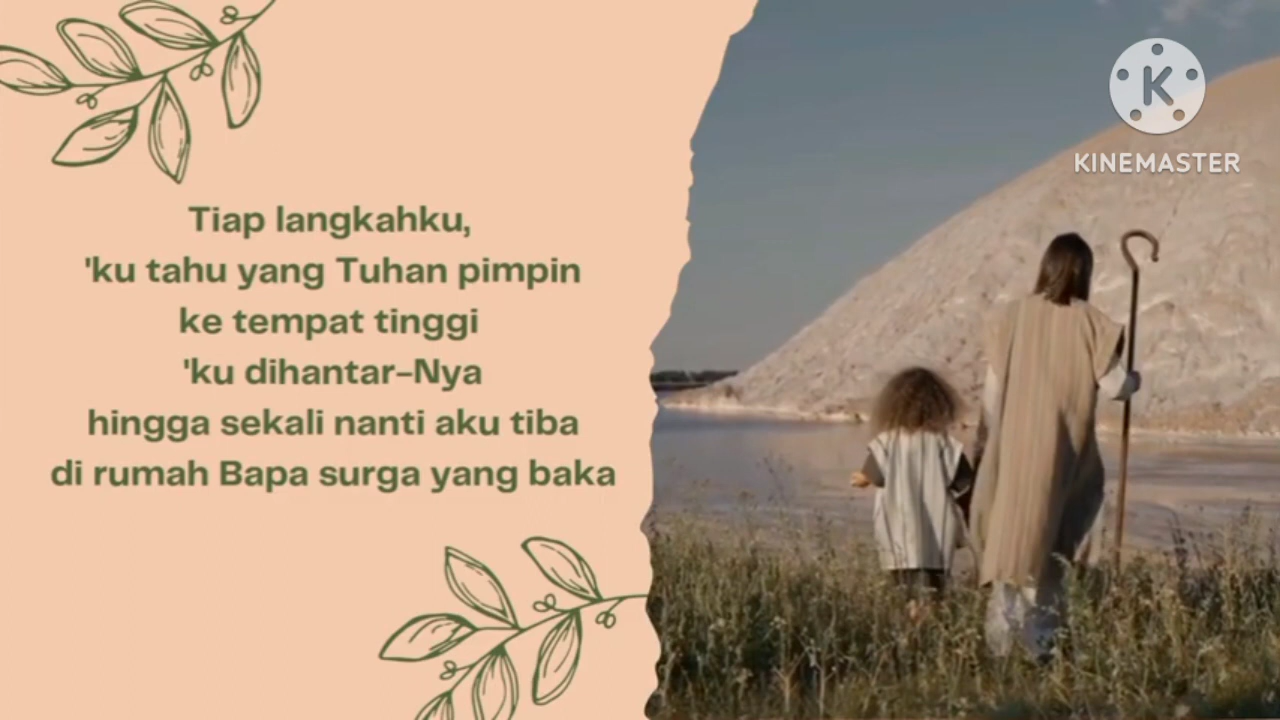 Tiap langkahku,
'ku tahu yang Tuhan pimpin
ke tempat tinggi
'ku dihantar-Nya
hingga sekali nanti aku tiba
di rumah Bapa surga yang baka
K
KINEMASTER